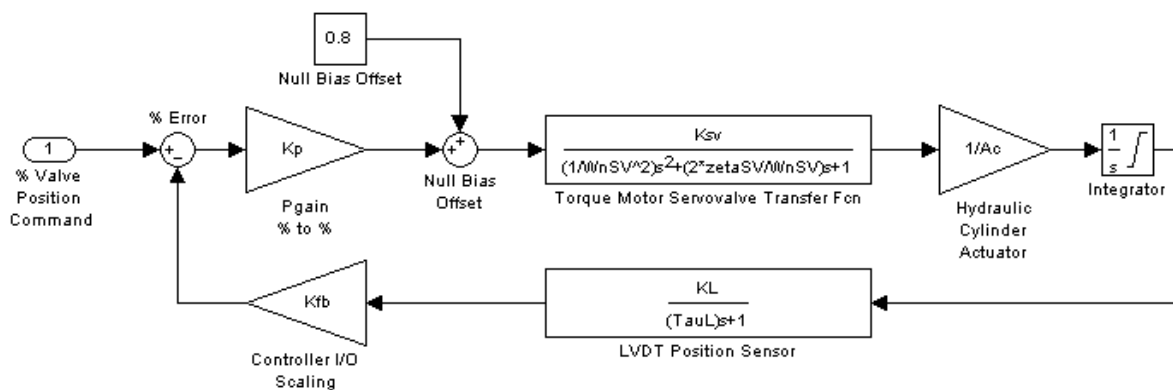 0.8
Null Bias Offset
% Error
1
% Valve
Position
Command
+
−
Kp
Pgain
% to %
+
+
Null Bias
Offset
Ksv
(1/WnSV^2)s²+(2*zetaSV/WnSV)s+1
Torque Motor Servovalve Transfer Fcn
1/Ac
Hydraulic
Cylinder
Actuator
1
s
Integrator
Kfb
Controller I/O
Scaling
KL
(TauL)s+1
LVDT Position Sensor